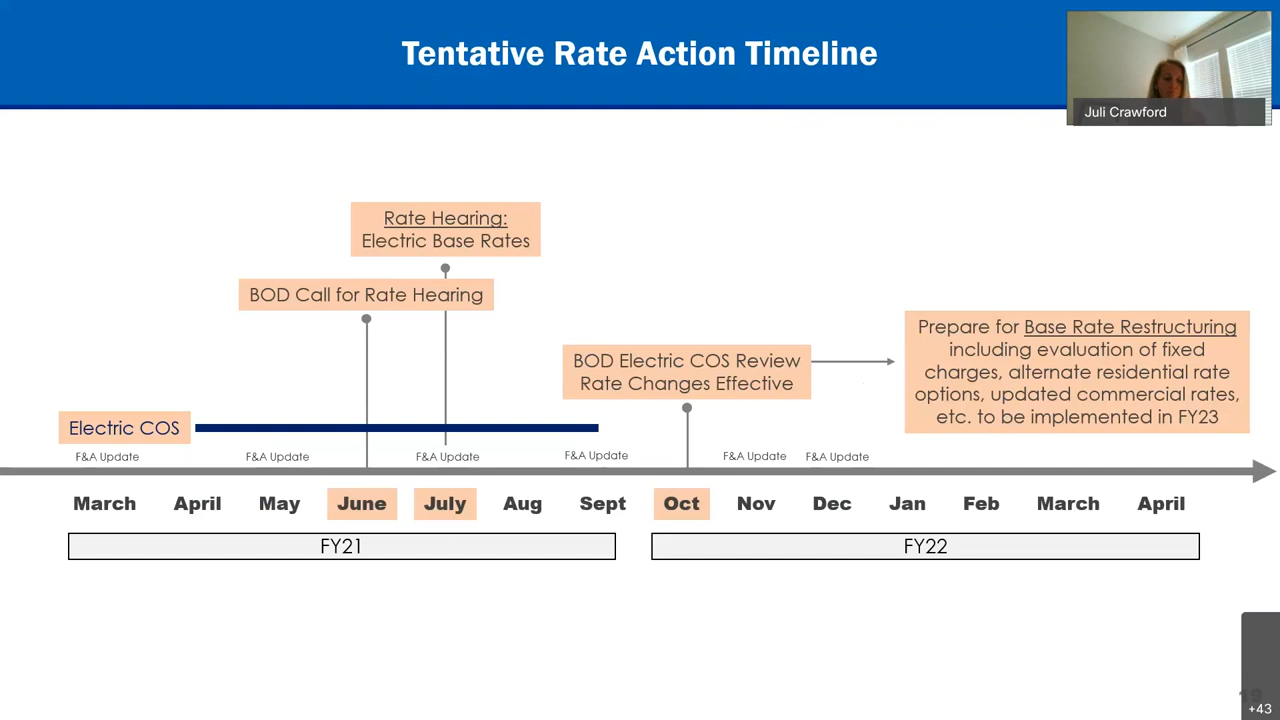 Tentative Rate Action Timeline
Juli Crawford
Rate Hearing:
Electric Base Rates
BOD Call for Rate Hearing
Prepare for Base Rate Restructuring
including evaluation of fixed
charges, alternate residential rate
options, updated commercial rates,
etc. to be implemented in FY23
BOD Electric COS Review
Rate Changes Effective
Electric COS
F&A Update F&A Update F&A Update F&A Update F&A Update F&A Update
March April May June July Aug Sept Oct Nov Dec Jan Feb March April
FY21 FY22
19
+43